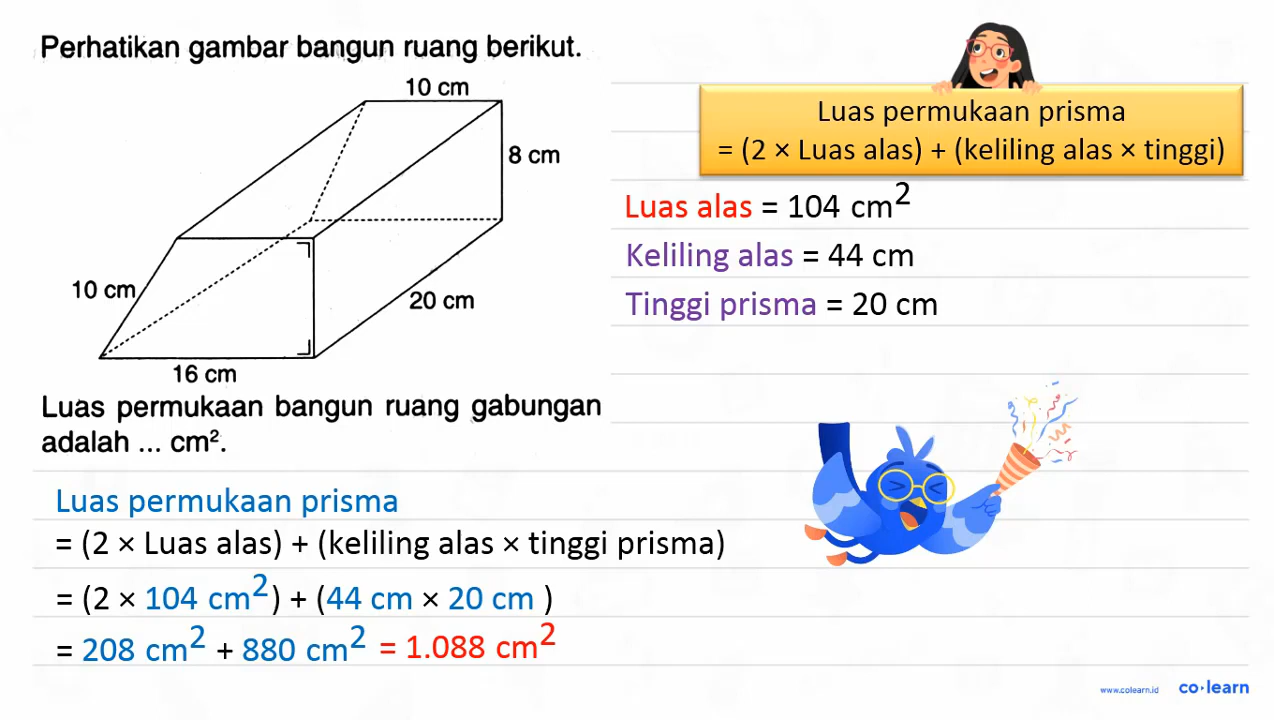 Perhatikan gambar bangun ruang berikut.
10 cm
8 cm
10 cm
20 cm
16 cm
Luas permukaan bangun ruang gabungan
adalah ... cm².
Luas permukaan prisma
= (2 × Luas alas) + (keliling alas × tinggi)
Luas alas = 104 cm²
Keliling alas = 44 cm
Tinggi prisma = 20 cm
Luas permukaan prisma
= (2 × Luas alas) + (keliling alas × tinggi prisma)
= (2 × 104 cm²) + (44 cm × 20 cm )
= 208 cm² + 880 cm² = 1.088 cm²
www.colearn.id co·learn